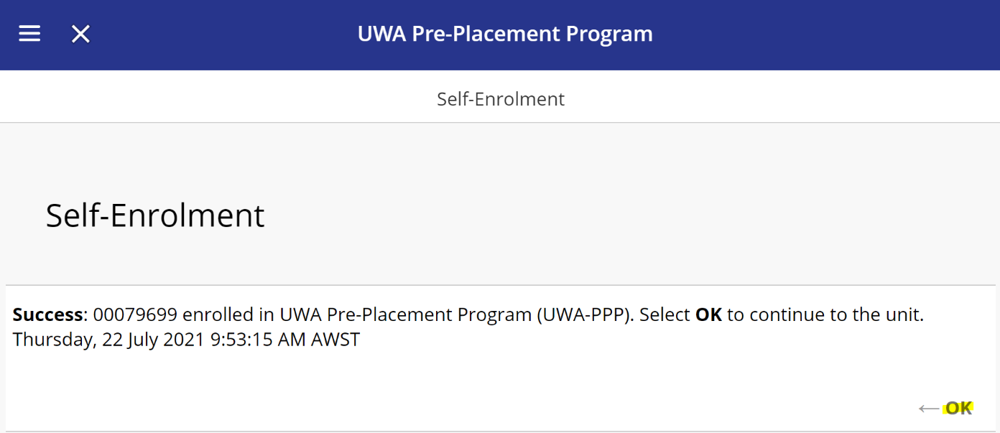 UWA Pre-Placement Program
Self-Enrolment
Self-Enrolment
Success: 00079699 enrolled in UWA Pre-Placement Program (UWA-PPP). Select OK to continue to the unit.
Thursday, 22 July 2021 9:53:15 AM AWST
← OK